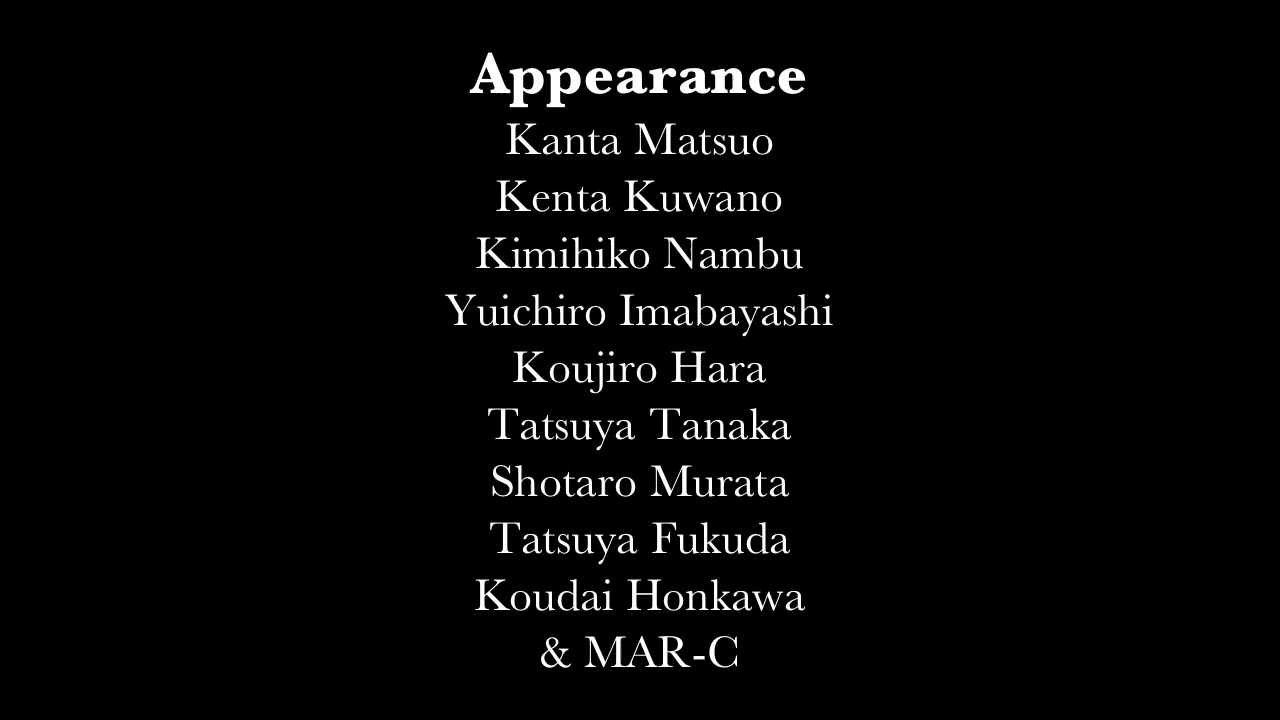 Appearance
Kanta Matsuo
Kenta Kuwano
Kimihiko Nambu
Yuichiro Imabayashi
Koujiro Hara
Tatsuya Tanaka
Shotaro Murata
Tatsuya Fukuda
Koudai Honkawa
& MAR-C